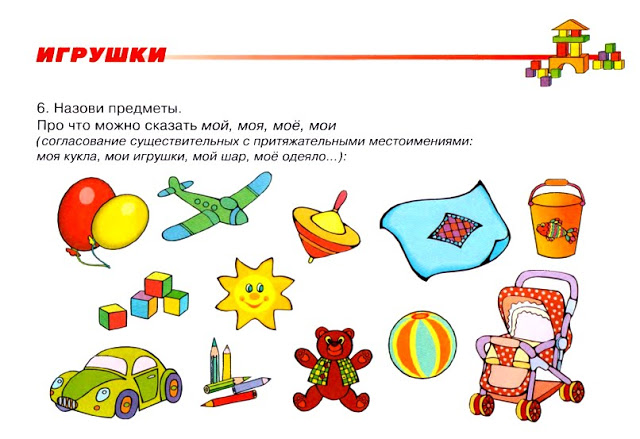 ИГРУШКИ
6. Назови предметы.
Про что можно сказать мой, моя, моё, мои
(согласование существительных с притяжательными местоимениями:
моя кукла, мои игрушки, мой шар, моё одеяло...):